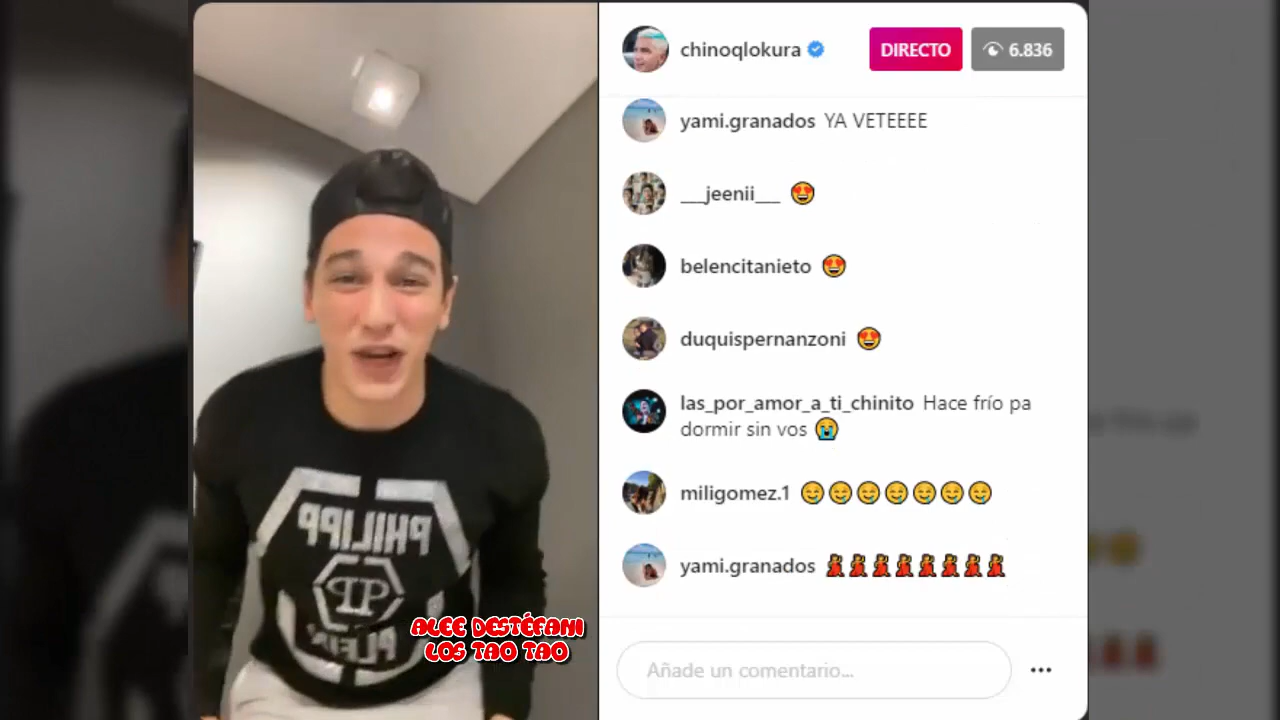 chinoqlokura
DIRECTO
6.836
yami.granados YA VETEEEE
___jeenii___
belencitanieto
duquispernanzoni
las_por_amor_a_ti_chinito Hace frío pa
dormir sin vos
miligomez.1
yami.granados
Añade un comentario...
PHILIPP
PP
PLEIN
ALEE DESTÉFANI
LOS TAO TAO